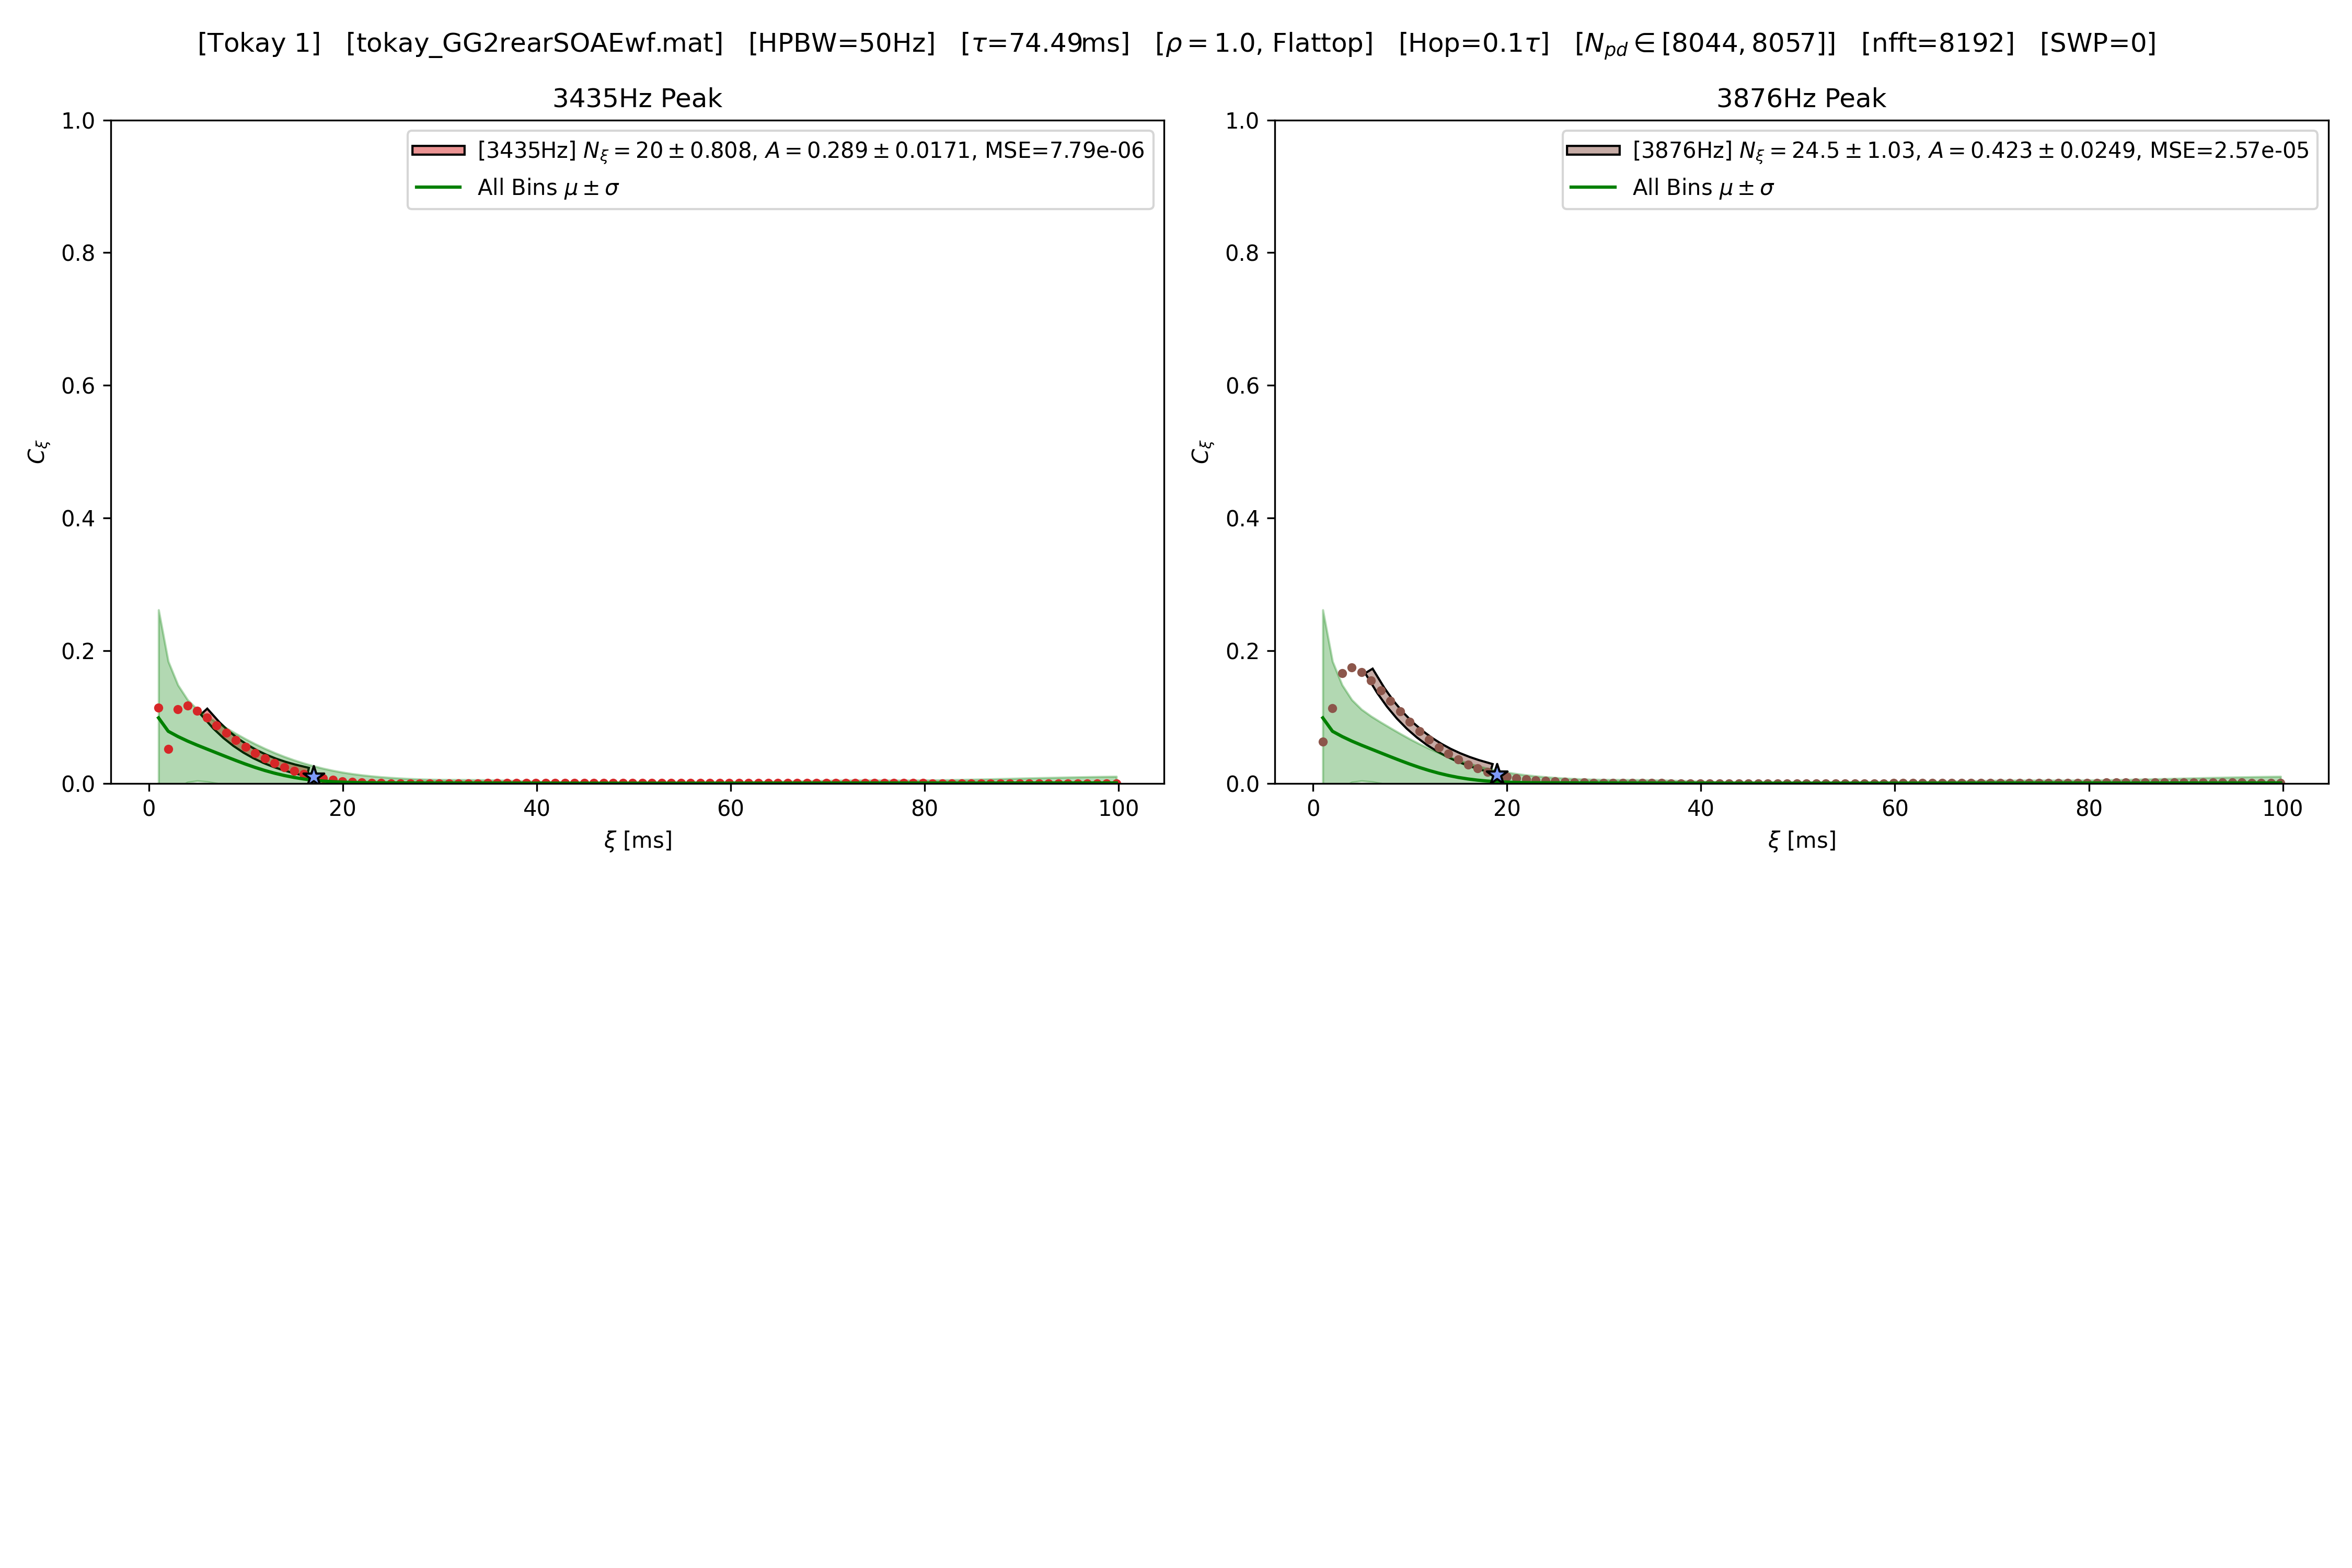 [Tokay 1] [tokay_GG2rearSOAEwf.mat] [HPBW=50Hz] [τ=74.49ms] [ρ = 1.0, Flattop] [Hop=0.1τ] [N_pd ∈ [8044, 8057]] [nfft=8192] [SWP=0]
3435Hz Peak
1.0
0.8
0.6
0.4
0.2
0.0
C_ξ
[3435Hz] N_ξ = 20 ± 0.808, A = 0.289 ± 0.0171, MSE=7.79e-06
All Bins μ ± σ
0 20 40 60 80 100
ξ [ms]
3876Hz Peak
1.0
0.8
0.6
0.4
0.2
0.0
C_ξ
[3876Hz] N_ξ = 24.5 ± 1.03, A = 0.423 ± 0.0249, MSE=2.57e-05
All Bins μ ± σ
0 20 40 60 80 100
ξ [ms]